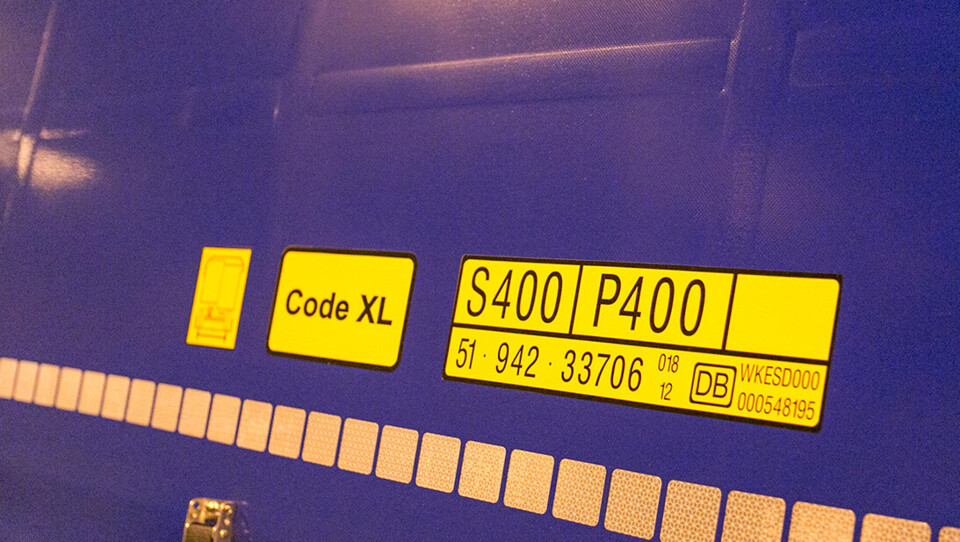 Code XL
S400 P400
51 · 942 · 33706 018
12
DB
WKESD000
000548195